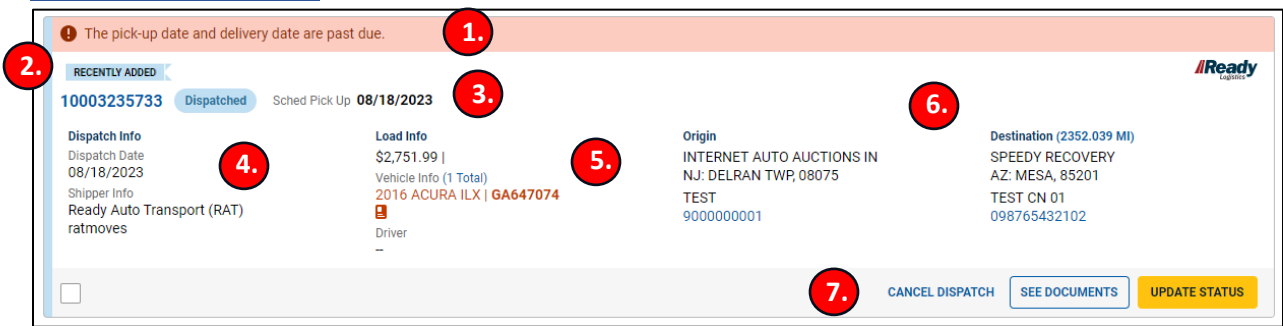 The pick-up date and delivery date are past due.
1.
2.
RECENTLY ADDED
Ready
Logistics
10003235733 Dispatched Sched Pick Up 08/18/2023
3.
6.
Dispatch Info
Dispatch Date
08/18/2023
Shipper Info
Ready Auto Transport (RAT)
ratmoves
4.
Load Info
$2,751.99 |
Vehicle Info (1 Total)
2016 ACURA ILX | GA647074
Driver
--
5.
Origin
INTERNET AUTO AUCTIONS IN
NJ: DELRAN TWP, 08075
TEST
9000000001
Destination (2352.039 MI)
SPEEDY RECOVERY
AZ: MESA, 85201
TEST CN 01
098765432102
7.
CANCEL DISPATCH SEE DOCUMENTS UPDATE STATUS